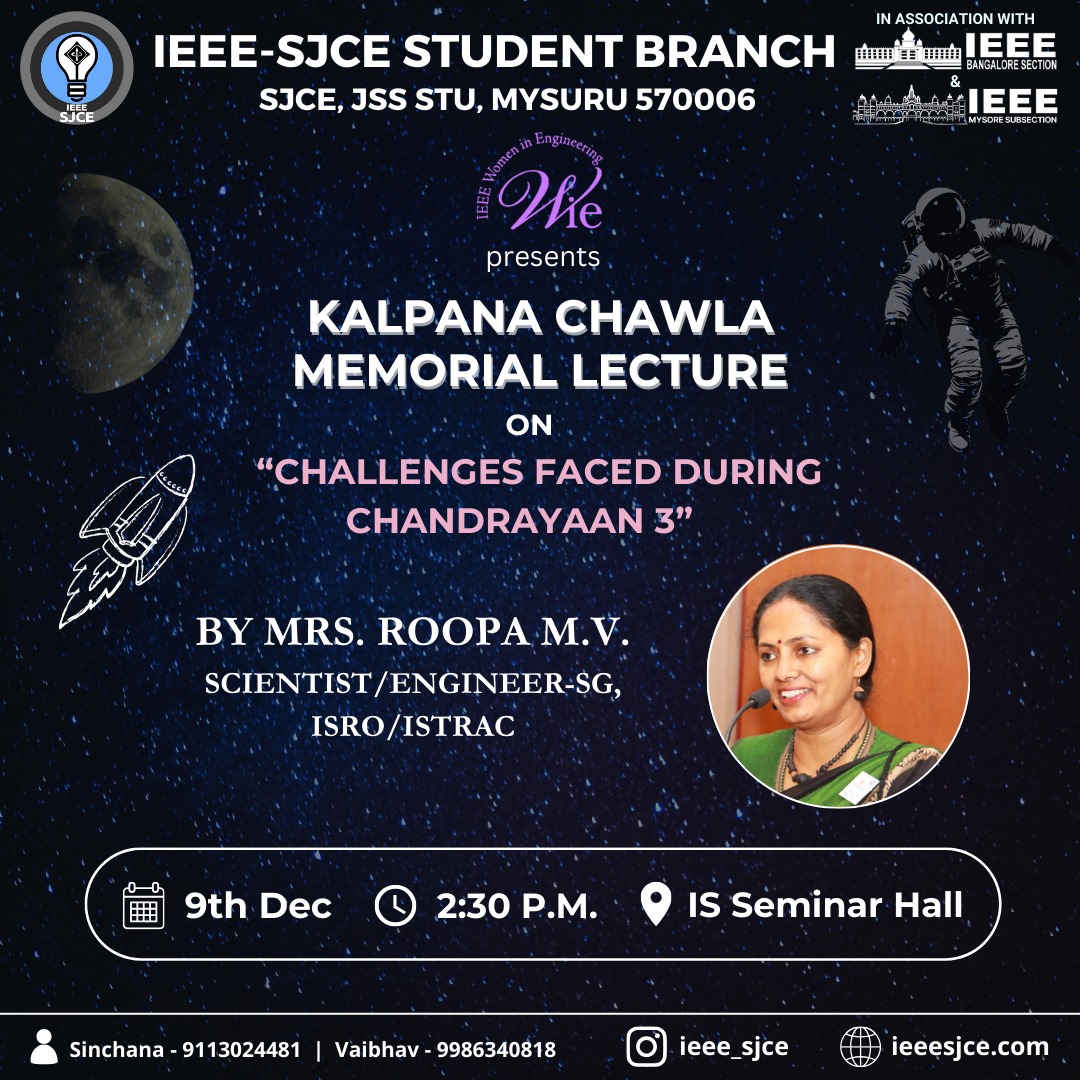 IEEE-SJCE STUDENT BRANCH
SJCE, JSS STU, MYSURU 570006
IEEE
SJCE
IN ASSOCIATION WITH
IEEE
BANGALORE SECTION
&
IEEE
MYSORE SUBSECTION
IEEE Women in Engineering
Wie
presents
KALPANA CHAWLA
MEMORIAL LECTURE
ON
“CHALLENGES FACED DURING
CHANDRAYAAN 3”
BY MRS. ROOPA M.V.
SCIENTIST/ENGINEER-SG,
ISRO/ISTRAC
9th Dec 2:30 P.M. IS Seminar Hall
Sinchana - 9113024481 | Vaibhav - 9986340818 ieee_sjce ieeesjce.com